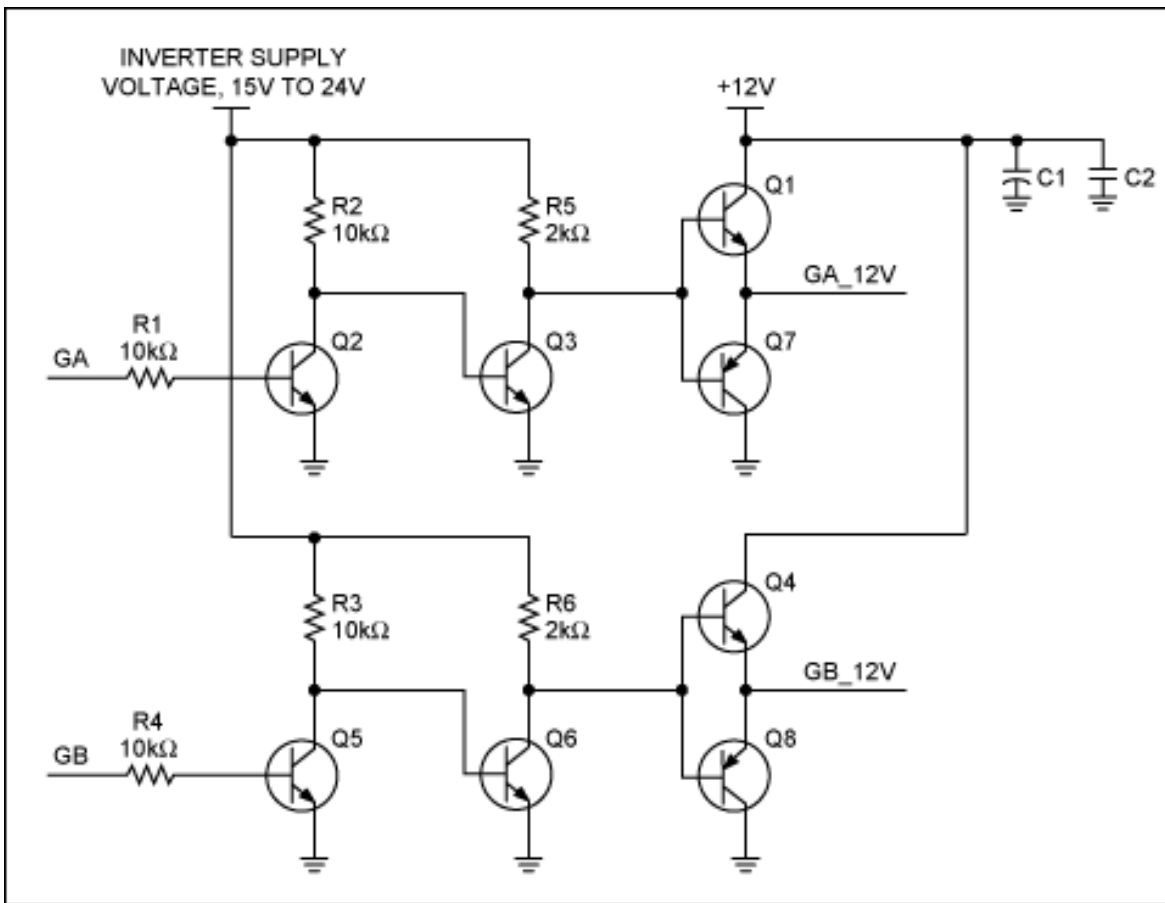 INVERTER SUPPLY
VOLTAGE, 15V TO 24V
+12V
R2
10kΩ
R5
2kΩ
Q1
C1
C2
GA_12V
R1
10kΩ
GA
Q2
Q3
Q7
R3
10kΩ
R6
2kΩ
Q4
GB_12V
R4
10kΩ
GB
Q5
Q6
Q8